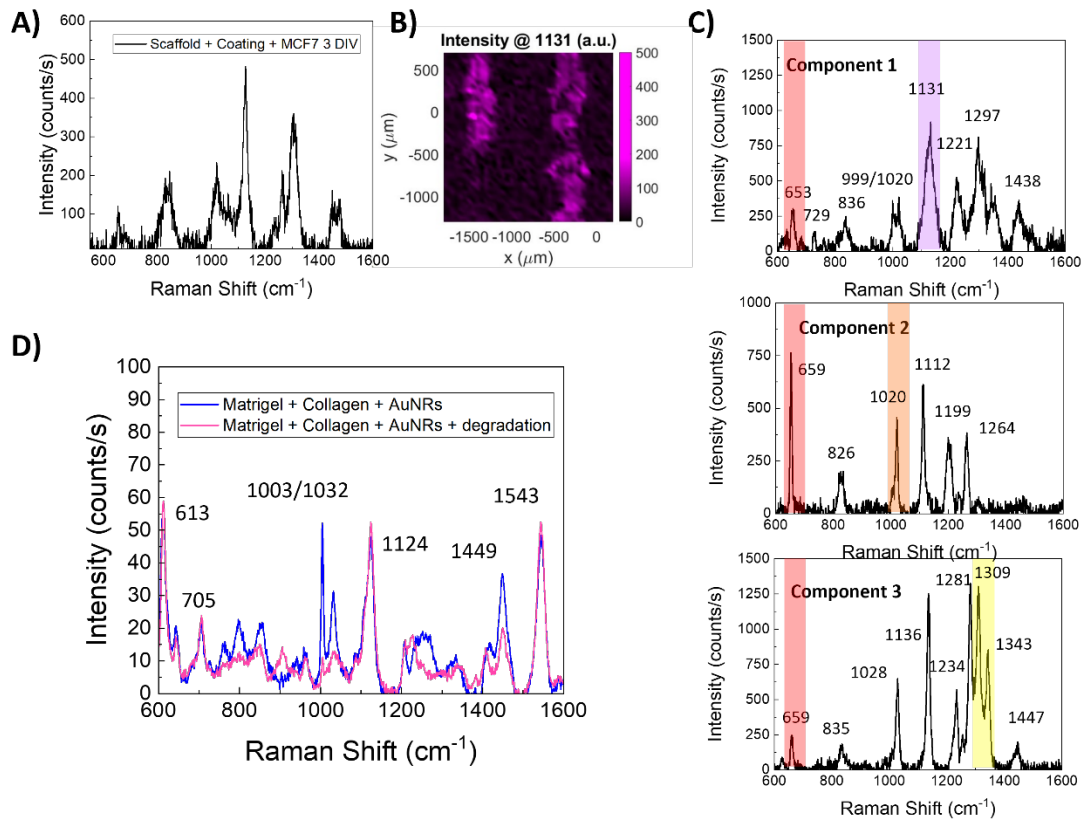 A)
600
500
400
300
200
100
Intensity (counts/s)
Scaffold + Coating + MCF7 3 DIV
600 800 1000 1200 1400 1600
Raman Shift (cm-1)
B)
Intensity @ 1131 (a.u.)
500
400
300
200
100
0
y (μm)
500
0
-500
-1000
-1500 -1000 -500 0
x (μm)
C)
Component 1
1500
1250
1000
750
500
250
0
Intensity (counts/s)
653
729
836
999/1020
1131
1221
1297
1438
600 800 1000 1200 1400 1600
Raman Shift (cm-1)
Component 2
1000
750
500
250
0
Intensity (counts/s)
659
826
1020
1112
1199
1264
600 800 1000 1200 1400 1600
Raman Shift (cm-1)
Component 3
1500
1250
1000
750
500
250
0
Intensity (counts/s)
659
835
1028
1136
1234
1281
1309
1343
1447
600 800 1000 1200 1400 1600
Raman Shift (cm-1)
D)
100
90
80
70
60
50
40
30
20
10
0
Intensity (counts/s)
Matrigel + Collagen + AuNRs
Matrigel + Collagen + AuNRs + degradation
613
705
1003/1032
1124
1449
1543
600 800 1000 1200 1400 1600
Raman Shift (cm-1)